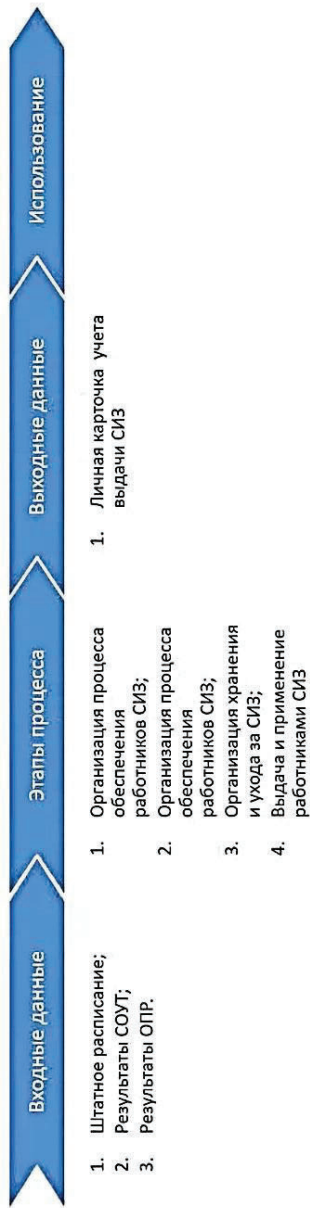 Входные данные
1. Штатное расписание;
2. Результаты СОУТ;
3. Результаты ОПР.
Этапы процесса
1. Организация процесса
обеспечения
работников СИЗ;
2. Организация процесса
обеспечения
работников СИЗ;
3. Организация хранения
и ухода за СИЗ;
4. Выдача и применение
работниками СИЗ
Выходные данные
1. Личная карточка учета
выдачи СИЗ
Использование